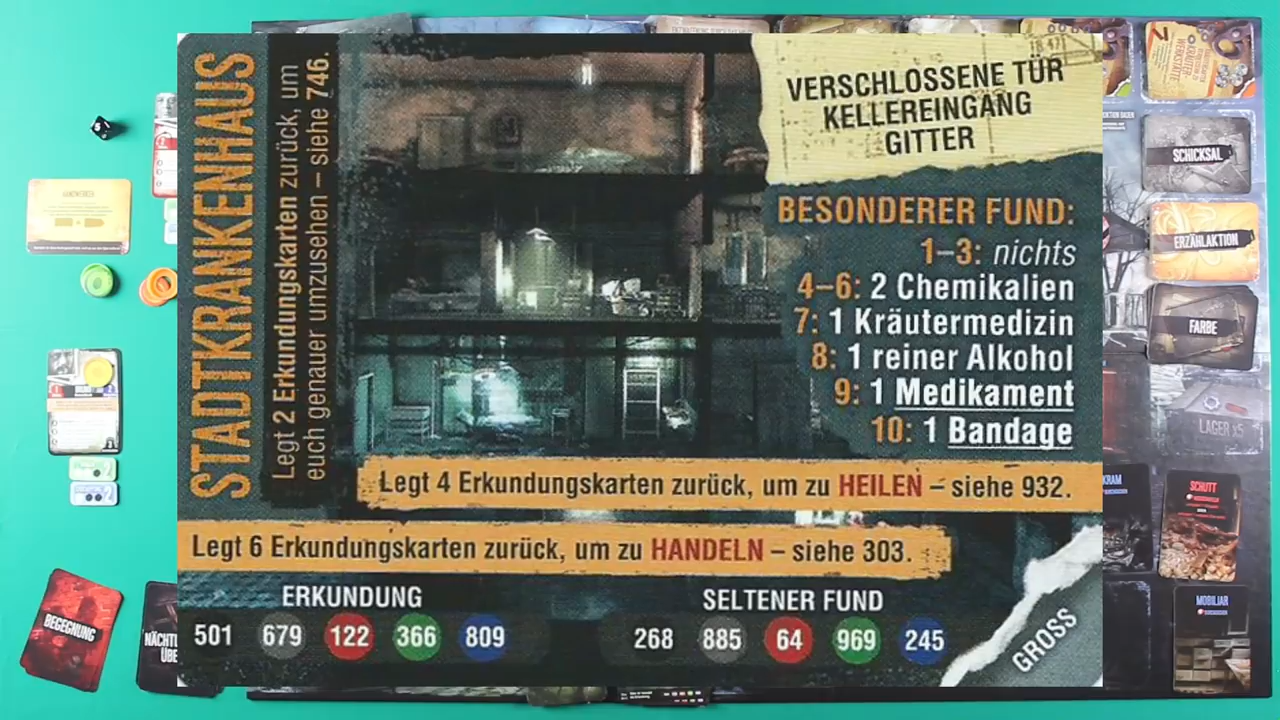 STADTKRANKENHAUS
Legt 2 Erkundungskarten zurück, um
euch genauer umzusehen – siehe 746.
VERSCHLOSSENE TÜR
KELLEREINGANG
GITTER
BESONDERER FUND:
1–3: nichts
4–6: 2 Chemikalien
7: 1 Kräutermedizin
8: 1 reiner Alkohol
9: 1 Medikament
10: 1 Bandage
Legt 4 Erkundungskarten zurück, um zu HEILEN – siehe 932.
Legt 6 Erkundungskarten zurück, um zu HANDELN – siehe 303.
ERKUNDUNG
501 679 122 366 809
SELTENER FUND
268 885 64 969 245
GROSS
SCHICKSAL
ERZÄHLAKTION
FARBE
LAGER x5
SCHUTT
MOBILIAR
BEGEGNUNG